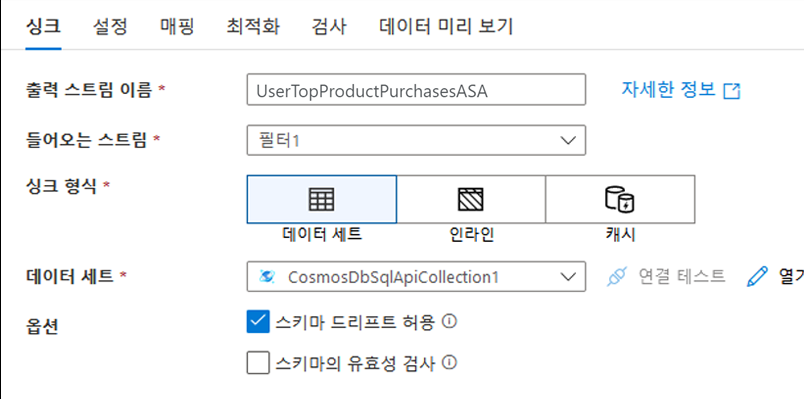 싱크 설정 매핑 최적화 검사 데이터 미리 보기
출력 스트림 이름 * UserTopProductPurchasesASA 자세한 정보
들어오는 스트림 * 필터1
싱크 형식 *
데이터 세트 인라인 캐시
데이터 세트 * CosmosDbSqlApiCollection1 연결 테스트 열기
옵션 스키마 드리프트 허용
스키마의 유효성 검사